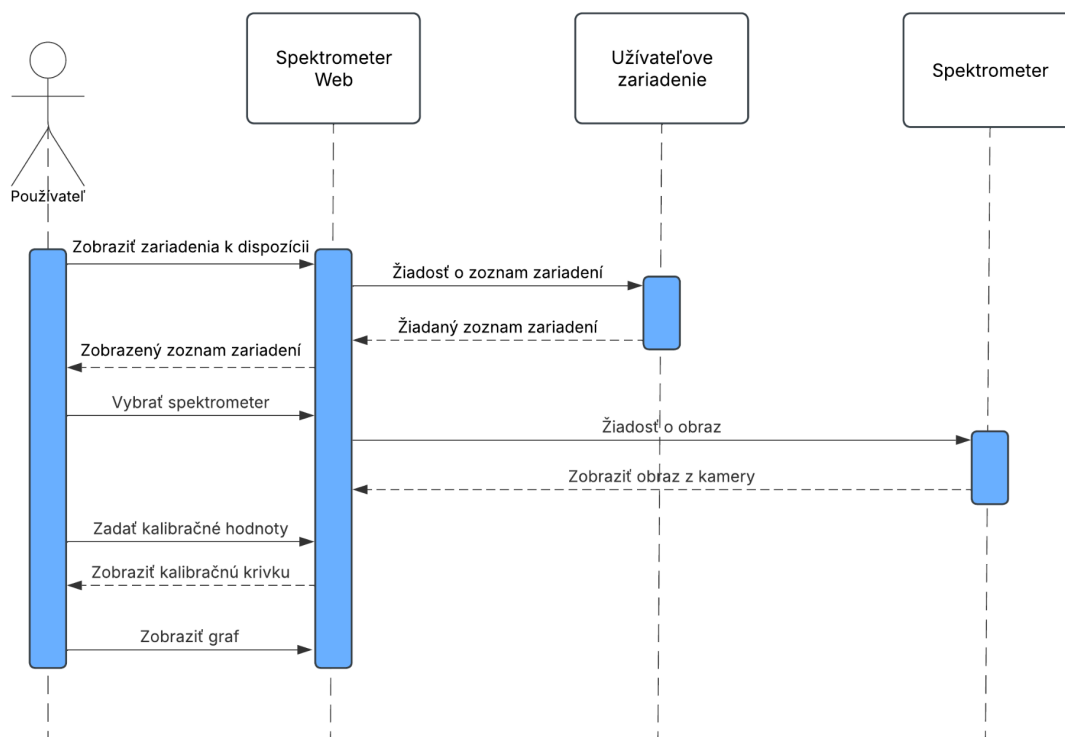 Spektrometer
Web
Užívateľove
zariadenie
Spektrometer
Používateľ
Zobraziť zariadenia k dispozícii
Žiadosť o zoznam zariadení
Žiadaný zoznam zariadení
Zobrazený zoznam zariadení
Vybrať spektrometer
Žiadosť o obraz
Zobraziť obraz z kamery
Zadať kalibračné hodnoty
Zobraziť kalibračnú krivku
Zobraziť graf